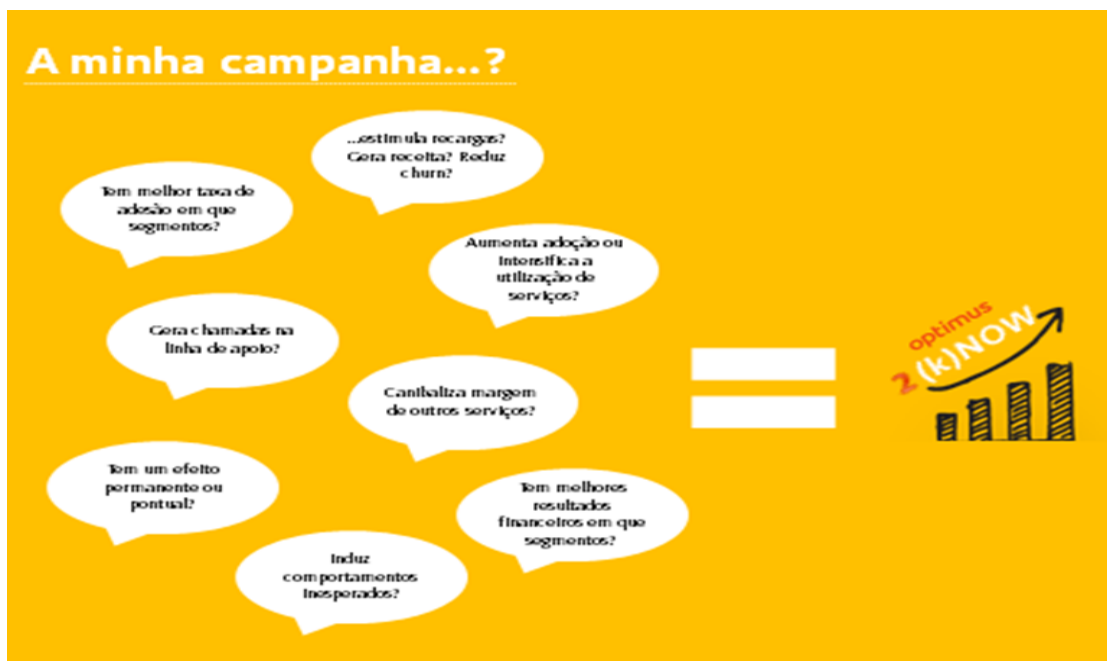 A minha campanha...?
...estimula recargas?
Gera receita? Reduz
churn?
Tem melhor taxa de
adesão em que
segmentos?
Aumenta adoção ou
intensifica a
utilização de
serviços?
Gera chamadas na
linha de apoio?
Canibaliza margem
de outros serviços?
Tem um efeito
permanente ou
pontual?
Tem melhores
resultados
financeiros em que
segmentos?
Induz
comportamentos
inesperados?
optimus
2 (k)NOW